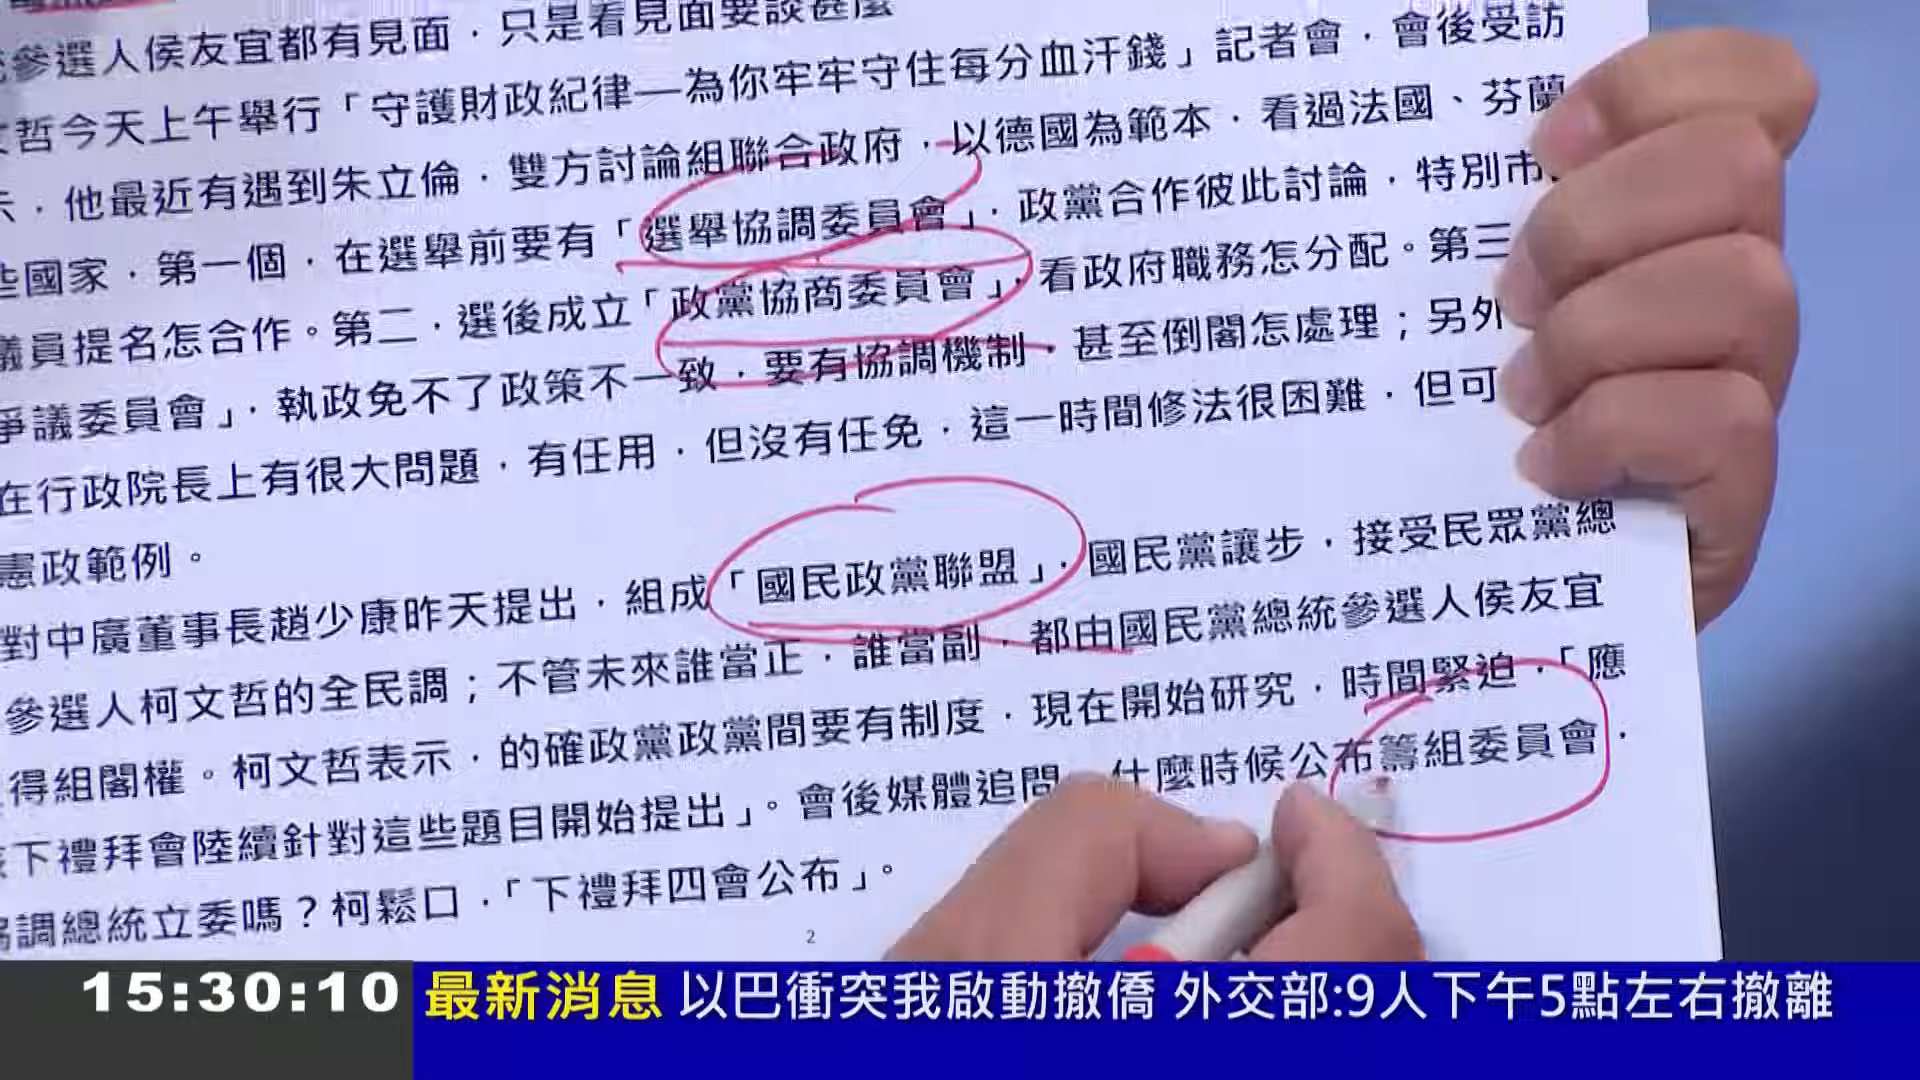 參選人侯友宜都有見面，只是看見面要談甚麼
文哲今天上午舉行「守護財政紀律—為你牢牢守住每分血汗錢」記者會，會後受訪
示，他最近有遇到朱立倫，雙方討論組聯合政府，以德國為範本，看過法國、芬蘭
些國家，第一個，在選舉前要有「選舉協調委員會」，政黨合作彼此討論，特別市
議員提名怎合作。第二，選後成立「政黨協商委員會」，看政府職務怎分配。第三
爭議委員會」，執政免不了政策不一致，要有協調機制，甚至倒閣怎處理；另外
在行政院長上有很大問題，有任用，但沒有任免，這一時間修法很困難，但可
憲政範例。
對中廣董事長趙少康昨天提出，組成「國民政黨聯盟」，國民黨讓步，接受民眾黨總
參選人柯文哲的全民調；不管未來誰當正，誰當副，都由國民黨總統參選人侯友宜
得組閣權。柯文哲表示，的確政黨政黨間要有制度，現在開始研究，時間緊迫，「應
該下禮拜會陸續針對這些題目開始提出」。會後媒體追問，什麼時候公布籌組委員會，
協調總統立委嗎？柯鬆口，「下禮拜四會公布」。
2
15:30:10 最新消息 以巴衝突我啟動撤僑 外交部:9人下午5點左右撤離